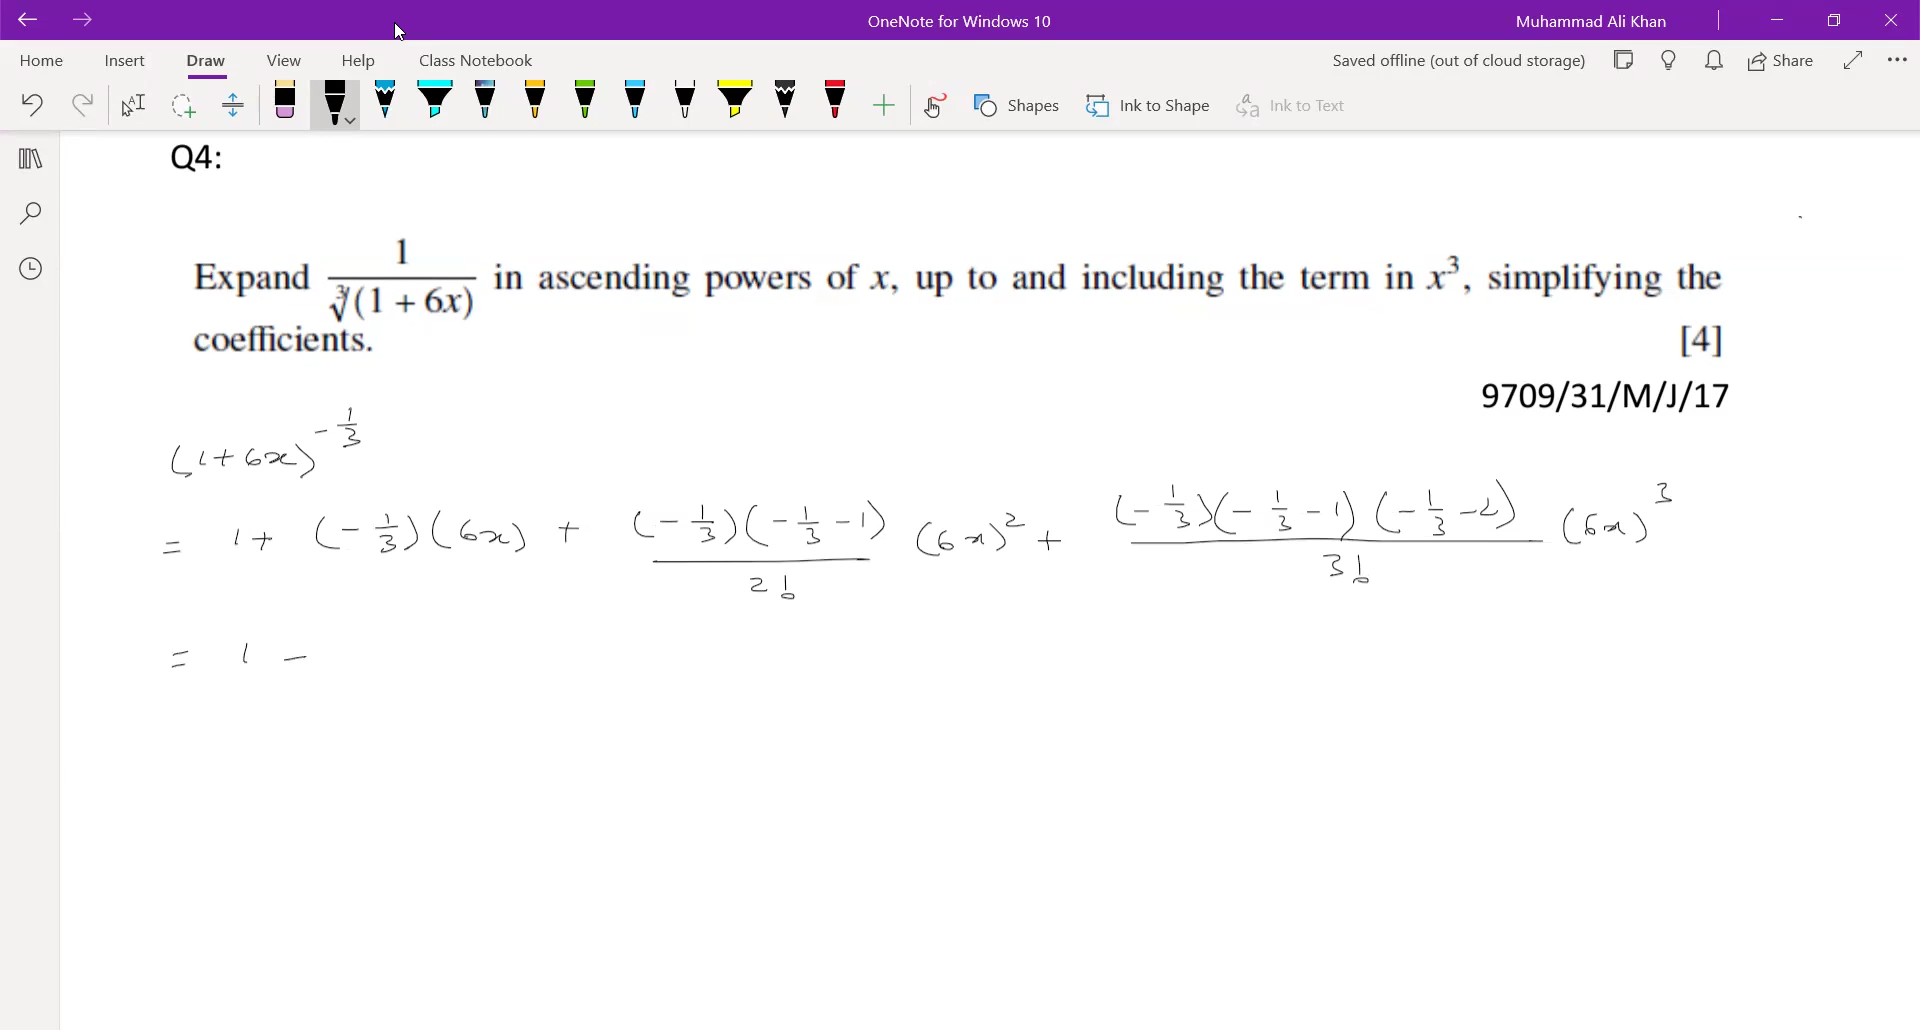 OneNote for Windows 10
Muhammad Ali Khan
Home Insert Draw View Help Class Notebook
Saved offline (out of cloud storage) Share
Shapes Ink to Shape Ink to Text
Q4:
Expand 1/∛(1 + 6x) in ascending powers of x, up to and including the term in x³, simplifying the
coefficients. [4]
9709/31/M/J/17
(1+6x)^(-1/3)
= 1 + (-1/3)(6x) + (-1/3)(-1/3 -1)/2! (6x)² + (-1/3)(-1/3 -1)(-1/3 -2)/3! (6x)³
= 1 -